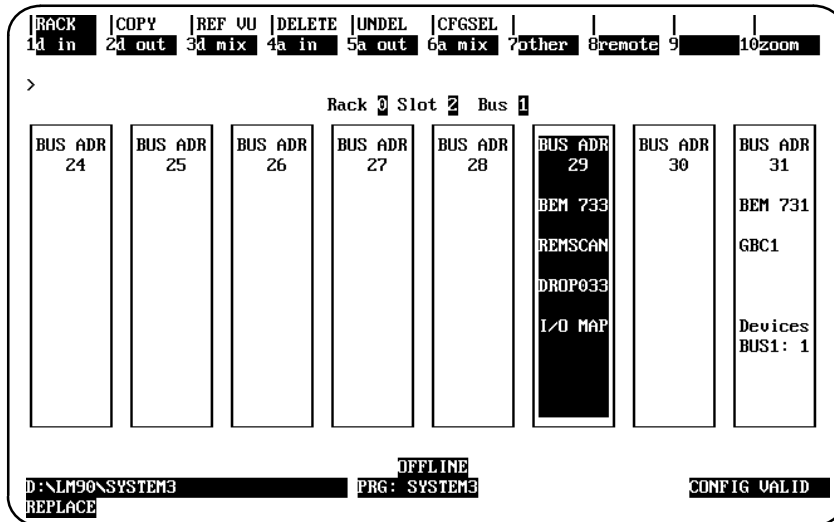 RACK |COPY |REF VU |DELETE |UNDEL |CFGSEL | | | |
1d in 2d out 3d mix 4a in 5a out 6a mix 7other 8remote 9 10zoom
>
Rack 0 Slot 2 Bus 1
BUS ADR BUS ADR BUS ADR BUS ADR BUS ADR BUS ADR BUS ADR BUS ADR
24 25 26 27 28 29 30 31
BEM 733 BEM 731
REMSCAN GBC1
DROP033
I/O MAP Devices
BUS1: 1
OFFLINE
D:\LM90\SYSTEM3 PRG: SYSTEM3 CONFIG VALID
REPLACE